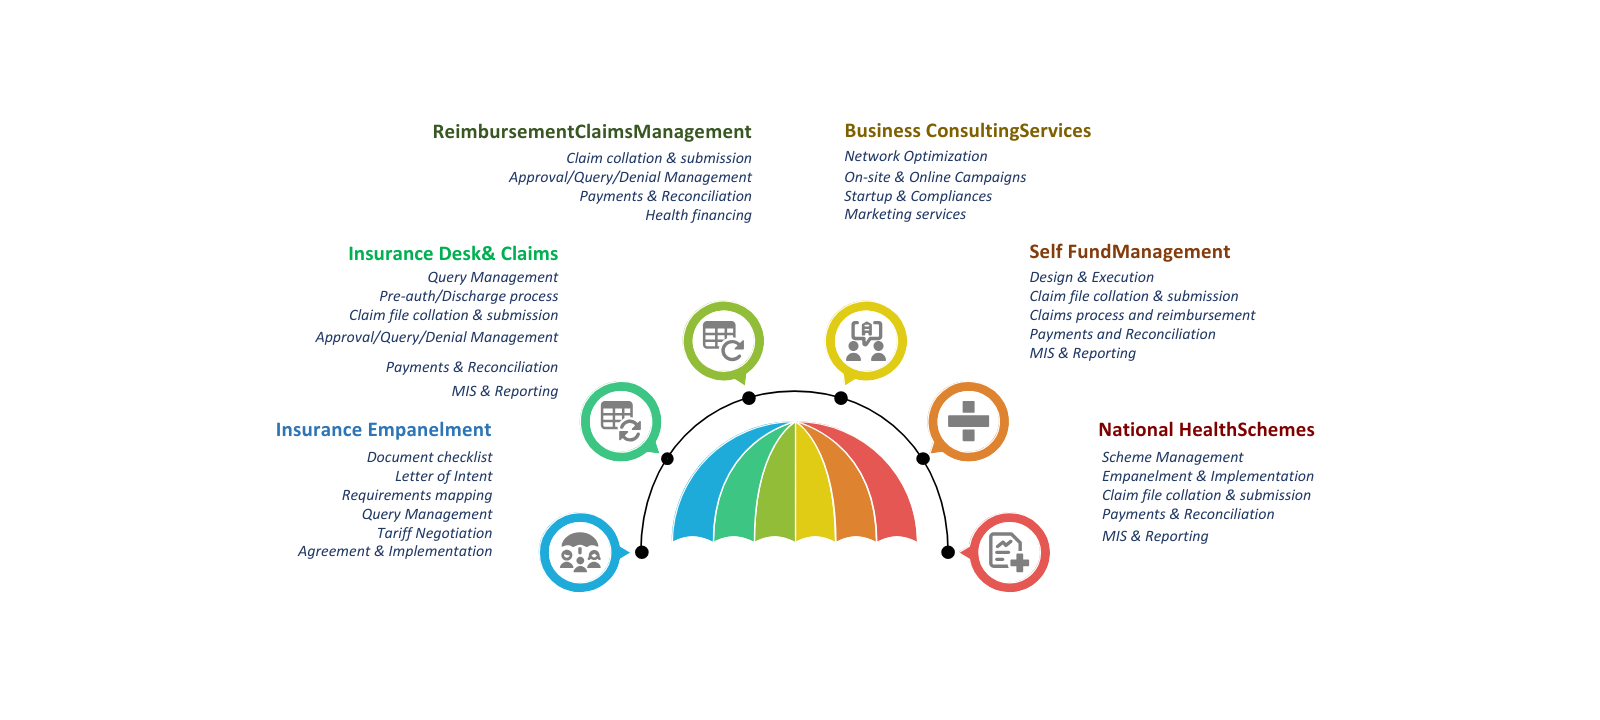 ReimbursementClaimsManagement
Claim collation & submission
Approval/Query/Denial Management
Payments & Reconciliation
Health financing
Business ConsultingServices
Network Optimization
On-site & Online Campaigns
Startup & Compliances
Marketing services
Insurance Desk& Claims
Query Management
Pre-auth/Discharge process
Claim file collation & submission
Approval/Query/Denial Management
Payments & Reconciliation
MIS & Reporting
Self FundManagement
Design & Execution
Claim file collation & submission
Claims process and reimbursement
Payments and Reconciliation
MIS & Reporting
Insurance Empanelment
Document checklist
Letter of Intent
Requirements mapping
Query Management
Tariff Negotiation
Agreement & Implementation
National HealthSchemes
Scheme Management
Empanelment & Implementation
Claim file collation & submission
Payments & Reconciliation
MIS & Reporting